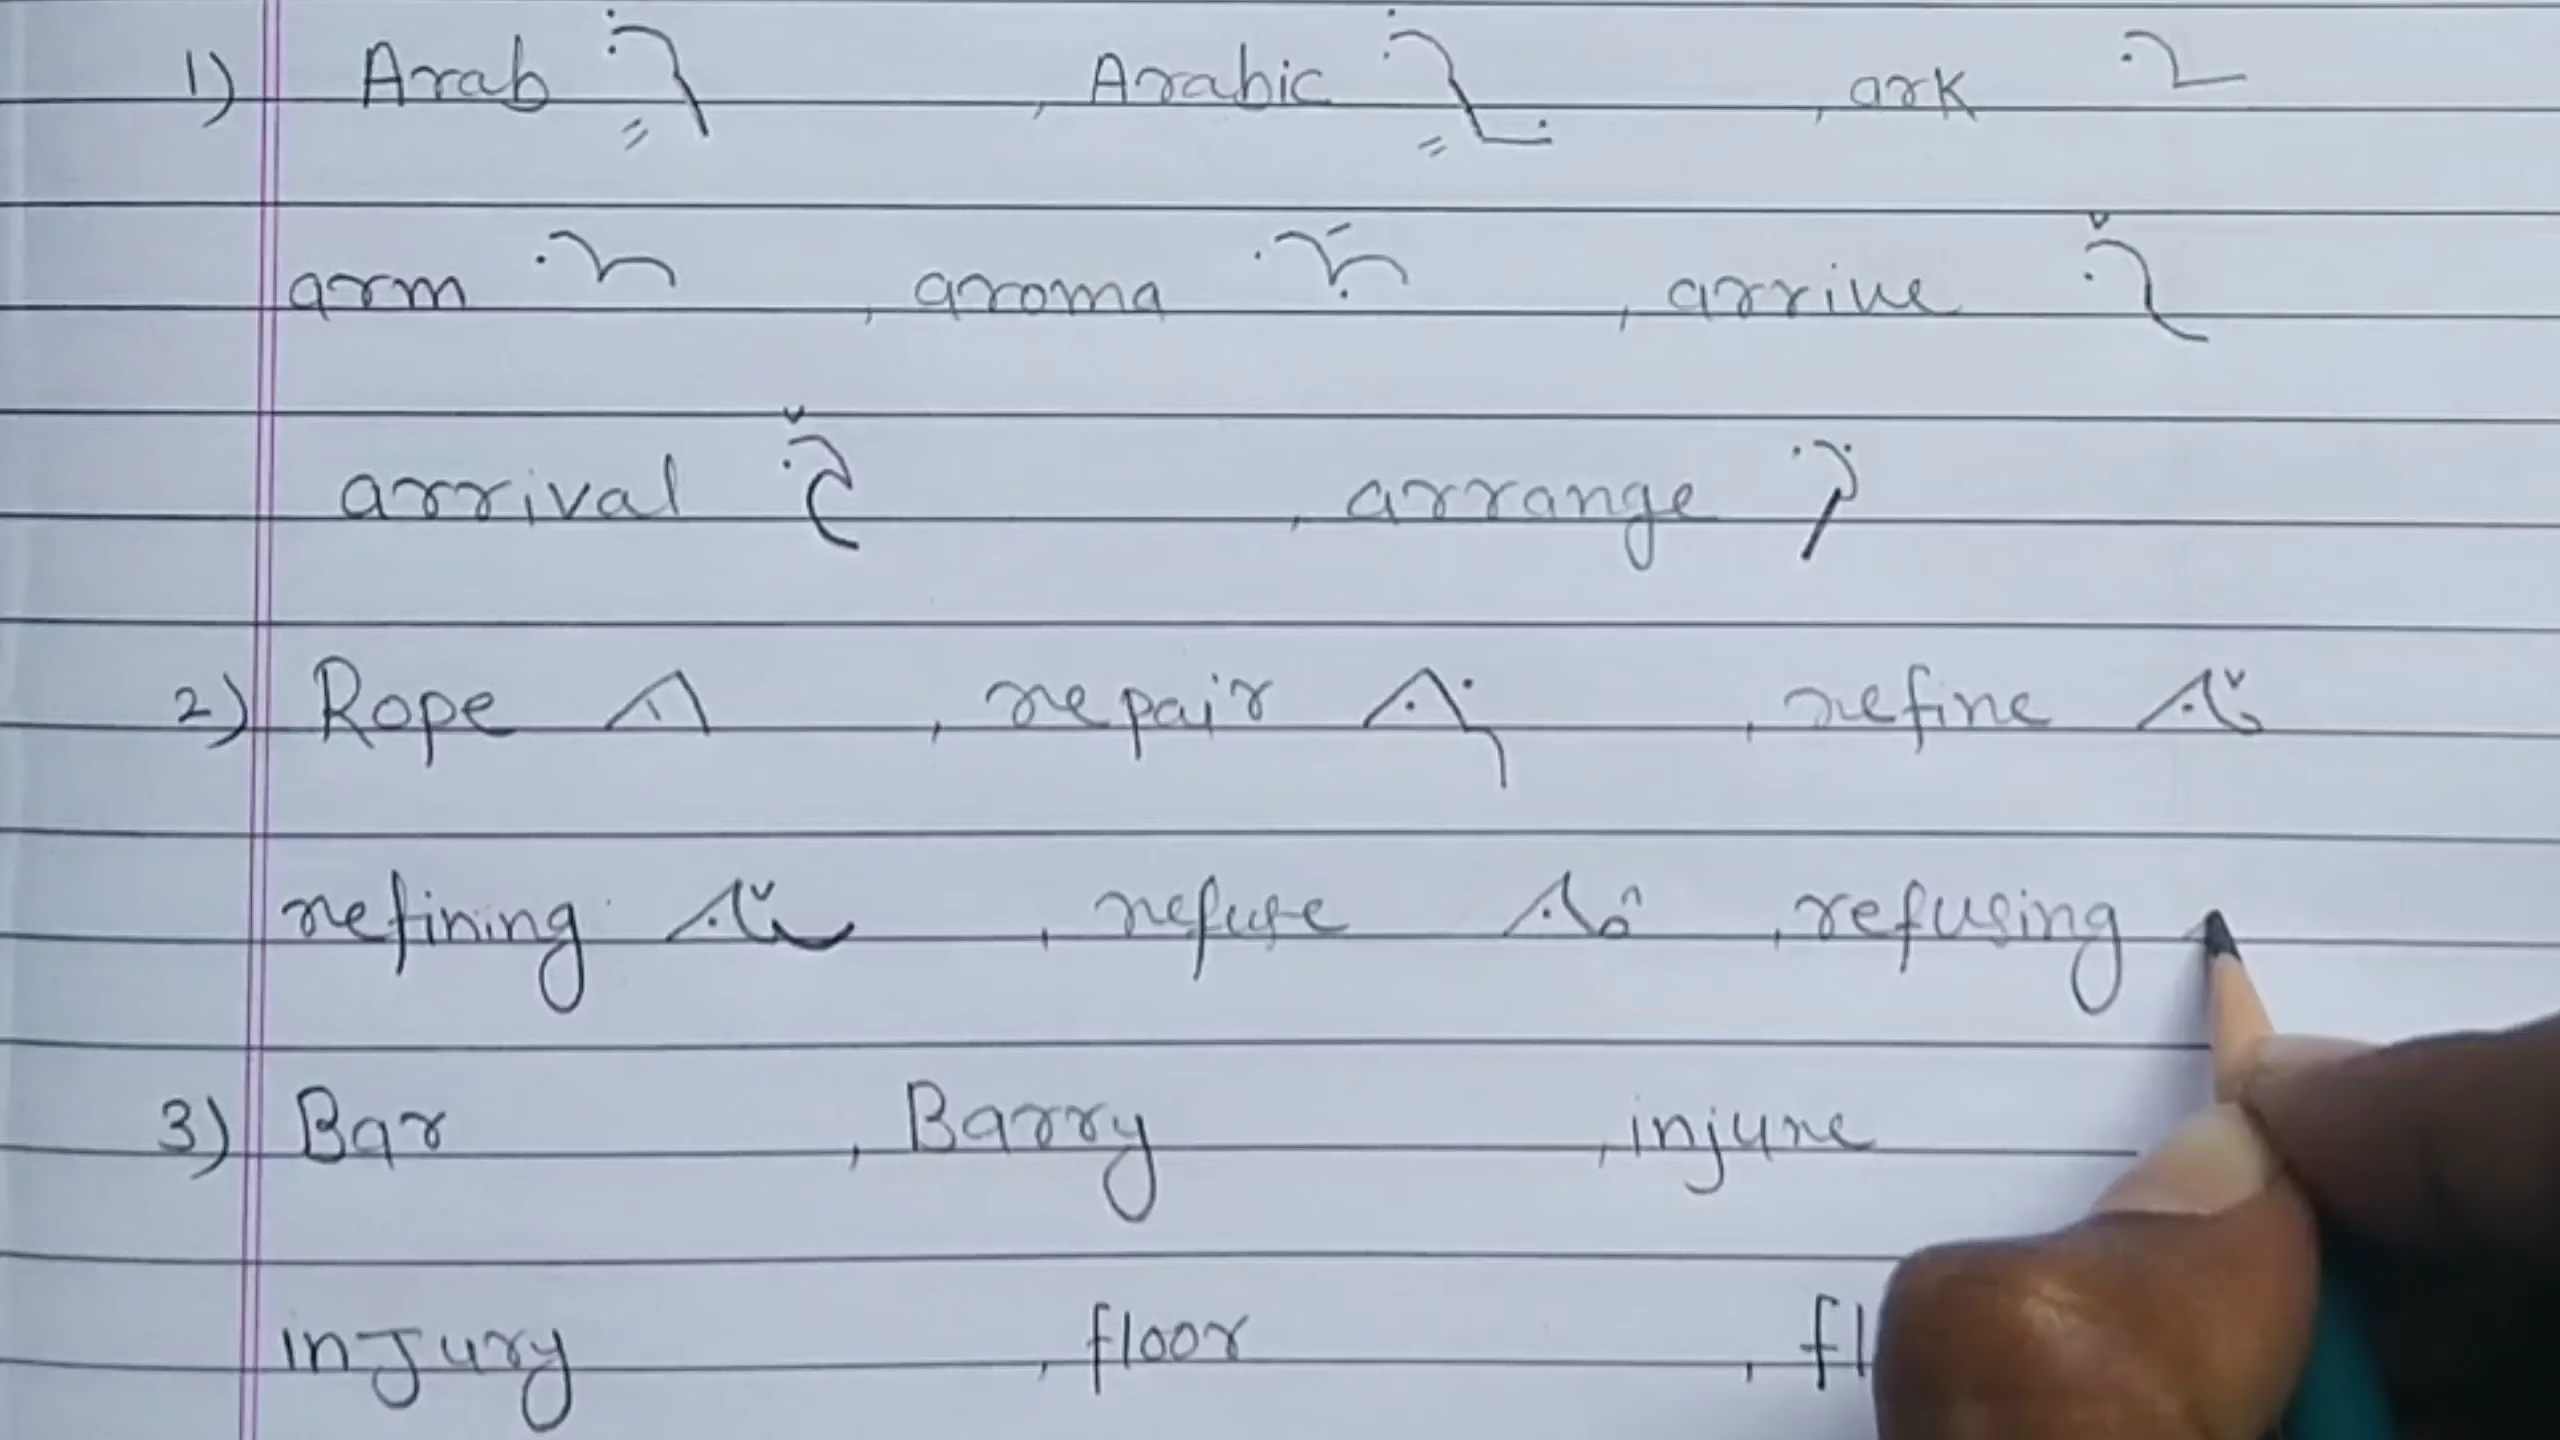 1) Arab , Arabic , ark
arm , aroma , arrive
arrival , arrange
2) Rope , repair , refine
refining , refuse , refusing
3) Bar , Barry , injure
injury , floor , fl